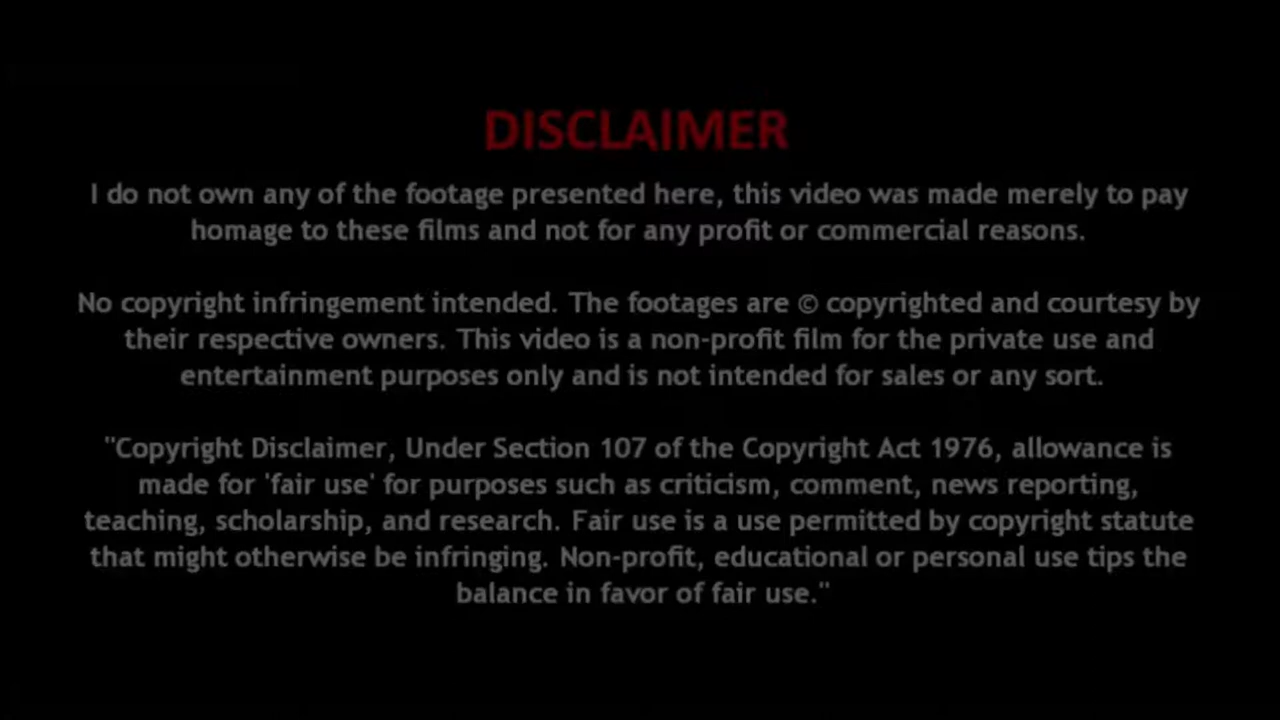 DISCLAIMER
I do not own any of the footage presented here, this video was made merely to pay
homage to these films and not for any profit or commercial reasons.
No copyright infringement intended. The footages are © copyrighted and courtesy by
their respective owners. This video is a non-profit film for the private use and
entertainment purposes only and is not intended for sales or any sort.
"Copyright Disclaimer, Under Section 107 of the Copyright Act 1976, allowance is
made for 'fair use' for purposes such as criticism, comment, news reporting,
teaching, scholarship, and research. Fair use is a use permitted by copyright statute
that might otherwise be infringing. Non-profit, educational or personal use tips the
balance in favor of fair use."